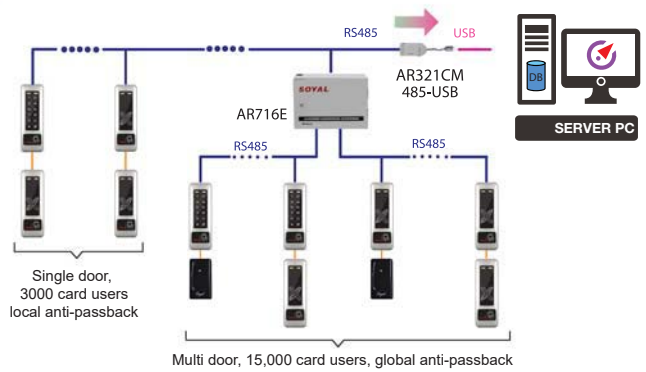 RS485
USB
AR321CM
485-USB
DB
SERVER PC
SOYAL
AR716E
RS485
RS485
Single door,
3000 card users
local anti-passback
Multi door, 15,000 card users, global anti-passback